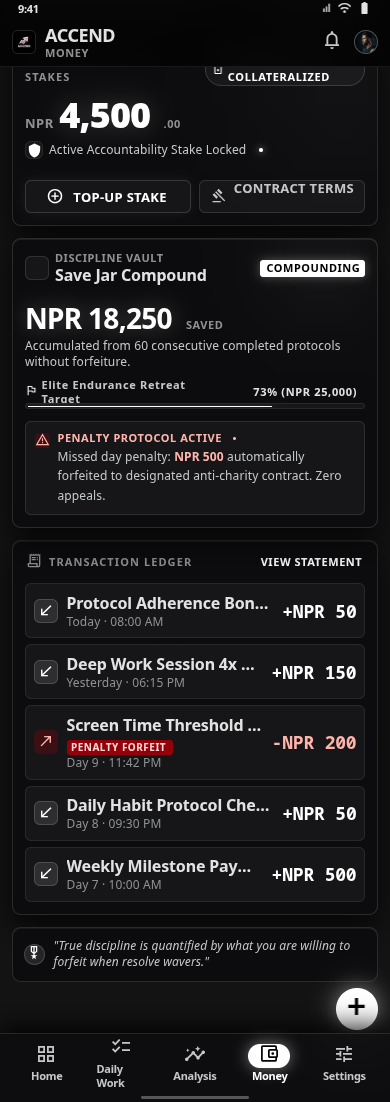 9:41
ACCEND
MONEY
STAKES
COLLATERALIZED
NPR 4,500 .00
Active Accountability Stake Locked •
TOP-UP STAKE
CONTRACT TERMS
DISCIPLINE VAULT
Save Jar Compound
COMPOUNDING
NPR 18,250 SAVED
Accumulated from 60 consecutive completed protocols
without forfeiture.
Elite Endurance Retreat
Target
73% (NPR 25,000)
PENALTY PROTOCOL ACTIVE •
Missed day penalty: NPR 500 automatically
forfeited to designated anti-charity contract. Zero
appeals.
TRANSACTION LEDGER
VIEW STATEMENT
Protocol Adherence Bon...
+NPR 50
Today · 08:00 AM
Deep Work Session 4x ...
+NPR 150
Yesterday · 06:15 PM
Screen Time Threshold ...
PENALTY FORFEIT
-NPR 200
Day 9 · 11:42 PM
Daily Habit Protocol Che...
+NPR 50
Day 8 · 09:30 PM
Weekly Milestone Pay...
+NPR 500
Day 7 · 10:00 AM
"True discipline is quantified by what you are willing to
forfeit when resolve wavers."
+
Home
Daily
Work
Analysis
Money
Settings